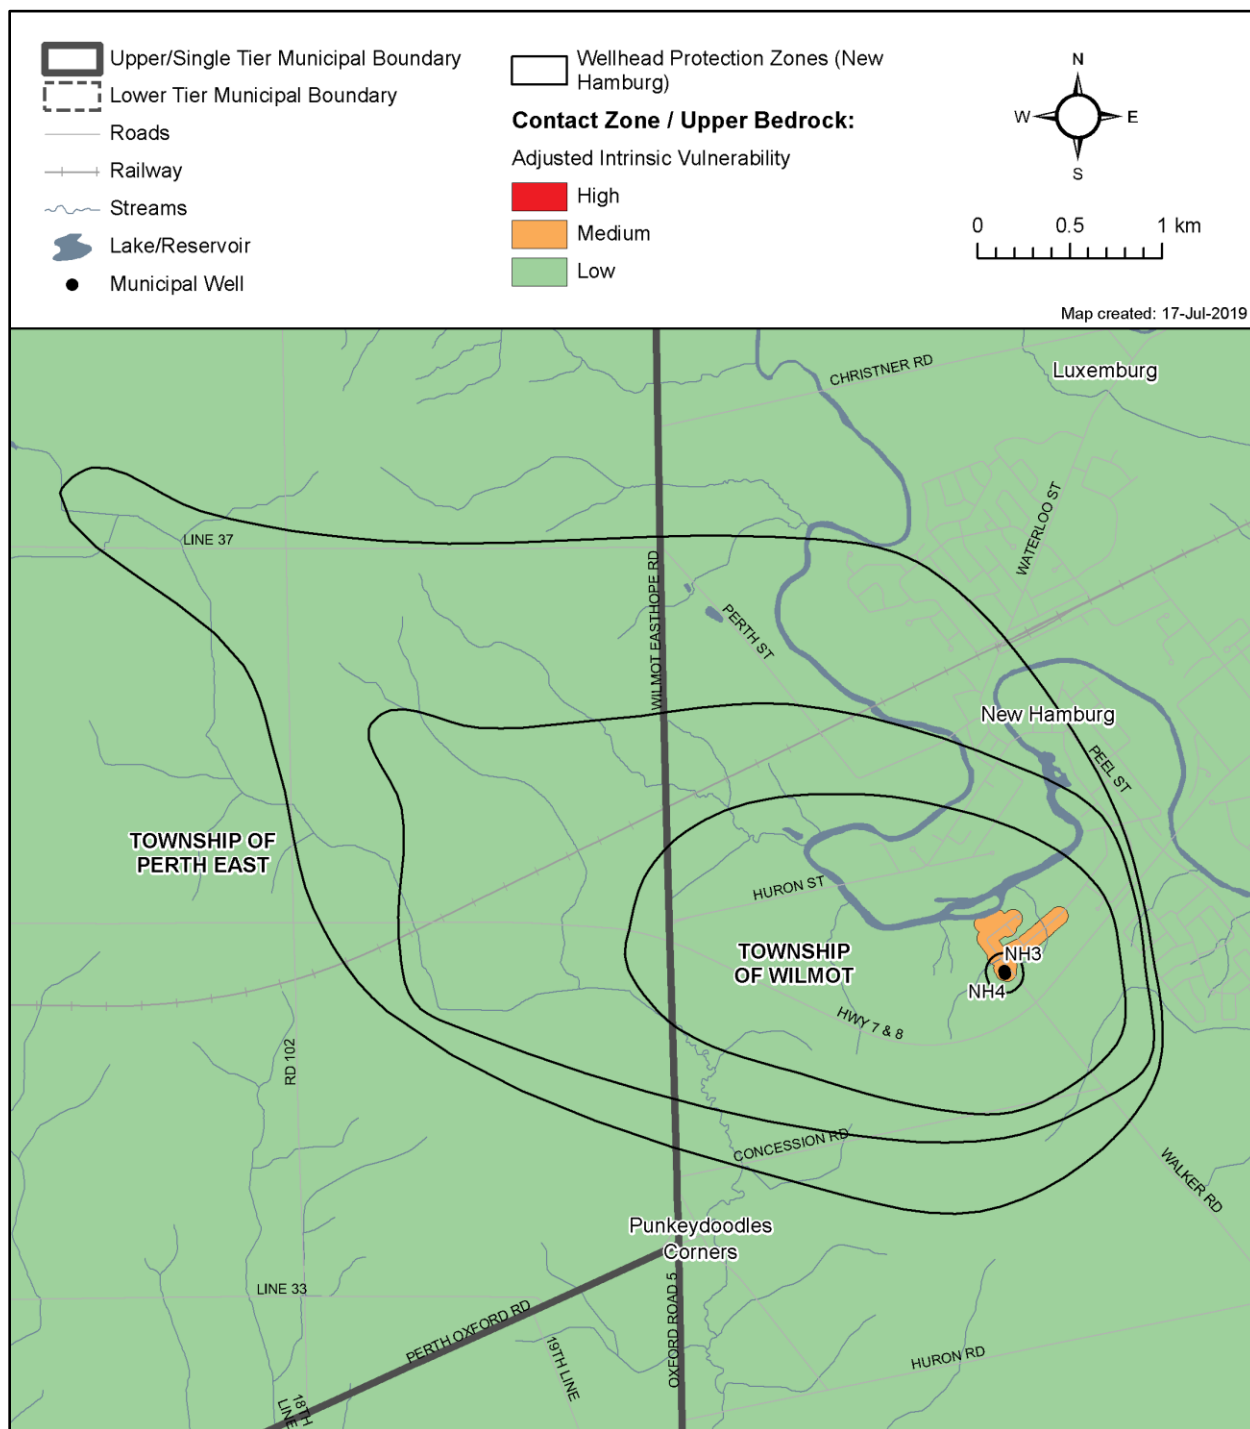 Upper/Single Tier Municipal Boundary
Lower Tier Municipal Boundary
Roads
Railway
Streams
Lake/Reservoir
Municipal Well
Wellhead Protection Zones (New
Hamburg)
Contact Zone / Upper Bedrock:
Adjusted Intrinsic Vulnerability
High
Medium
Low
N
W
E
S
0 0.5 1 km
Map created: 17-Jul-2019
CHRISTNER RD
Luxemburg
WATERLOO ST
LINE 37
WILMOT EASTHOPE RD
PERTH ST
New Hamburg
PEEL ST
TOWNSHIP OF
PERTH EAST
HURON ST
TOWNSHIP
OF WILMOT
NH3
NH4
HWY 7 & 8
RD 102
CONCESSION RD
WALKER RD
Punkeydoodles
Corners
LINE 33
PERTH OXFORD RD
OXFORD ROAD 5
19TH LINE
HURON RD
18TH
LINE